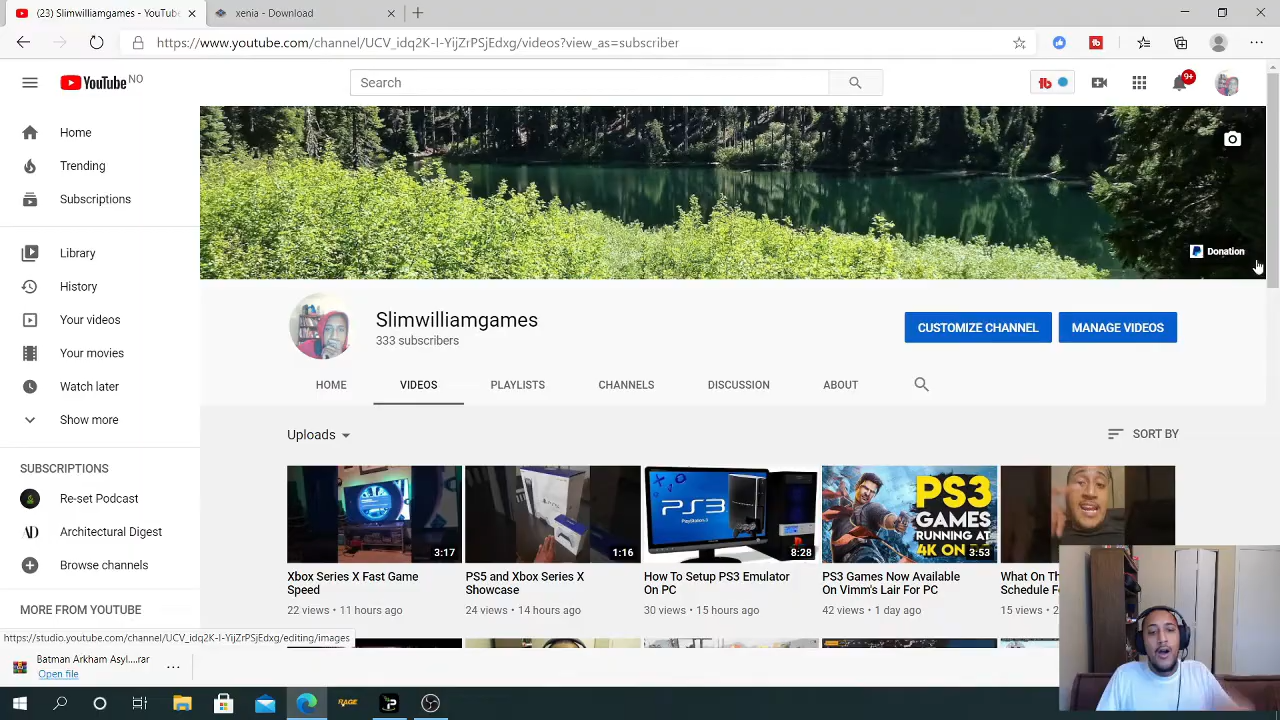 (23) Slimwilliamgames - YouTub
xenia - Download
https://www.youtube.com/channel/UCV_idq2K-I-YijZrPSjEdxg/videos?view_as=subscriber
YouTube NO
Search
9+
Home
Trending
Subscriptions
Library
History
Your videos
Your movies
Watch later
Show more
SUBSCRIPTIONS
Re-set Podcast
AD
Architectural Digest
Browse channels
MORE FROM YOUTUBE
Donation
Slimwilliamgames
333 subscribers
CUSTOMIZE CHANNEL
MANAGE VIDEOS
HOME
VIDEOS
PLAYLISTS
CHANNELS
DISCUSSION
ABOUT
Uploads
SORT BY
3:17
Xbox Series X Fast Game
Speed
22 views • 11 hours ago
1:16
PS5 and Xbox Series X
Showcase
24 views • 14 hours ago
PS3
8:28
How To Setup PS3 Emulator
On PC
30 views • 15 hours ago
PS3
GAMES
RUNNING AT
4K ON
3:53
PS3 Games Now Available
On Vimm's Lair For PC
42 views • 1 day ago
What On Th
Schedule F
15 views • 2
https://studio.youtube.com/channel/UCV_idq2K-I-YijZrPSjEdxg/editing/images
Batman Arkham Asyl....rar
Open file
RAGE